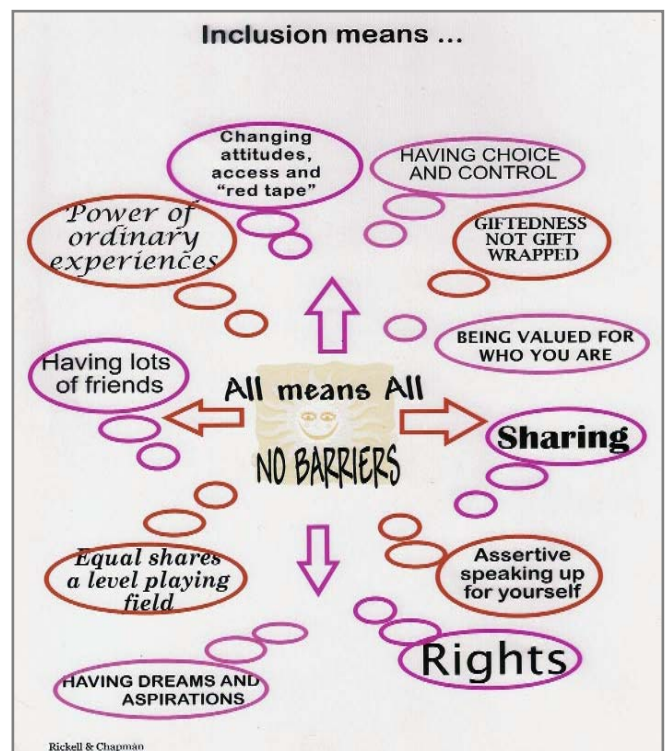 Inclusion means ...
Changing
attitudes,
access and
"red tape"
HAVING CHOICE
AND CONTROL
Power of
ordinary
experiences
GIFTEDNESS
NOT GIFT
WRAPPED
BEING VALUED FOR
WHO YOU ARE
Having lots
of friends
All means All
NO BARRIERS
Sharing
Equal shares
a level playing
field
Assertive
speaking up
for yourself
Rights
HAVING DREAMS AND
ASPIRATIONS
Rickell & Chapman